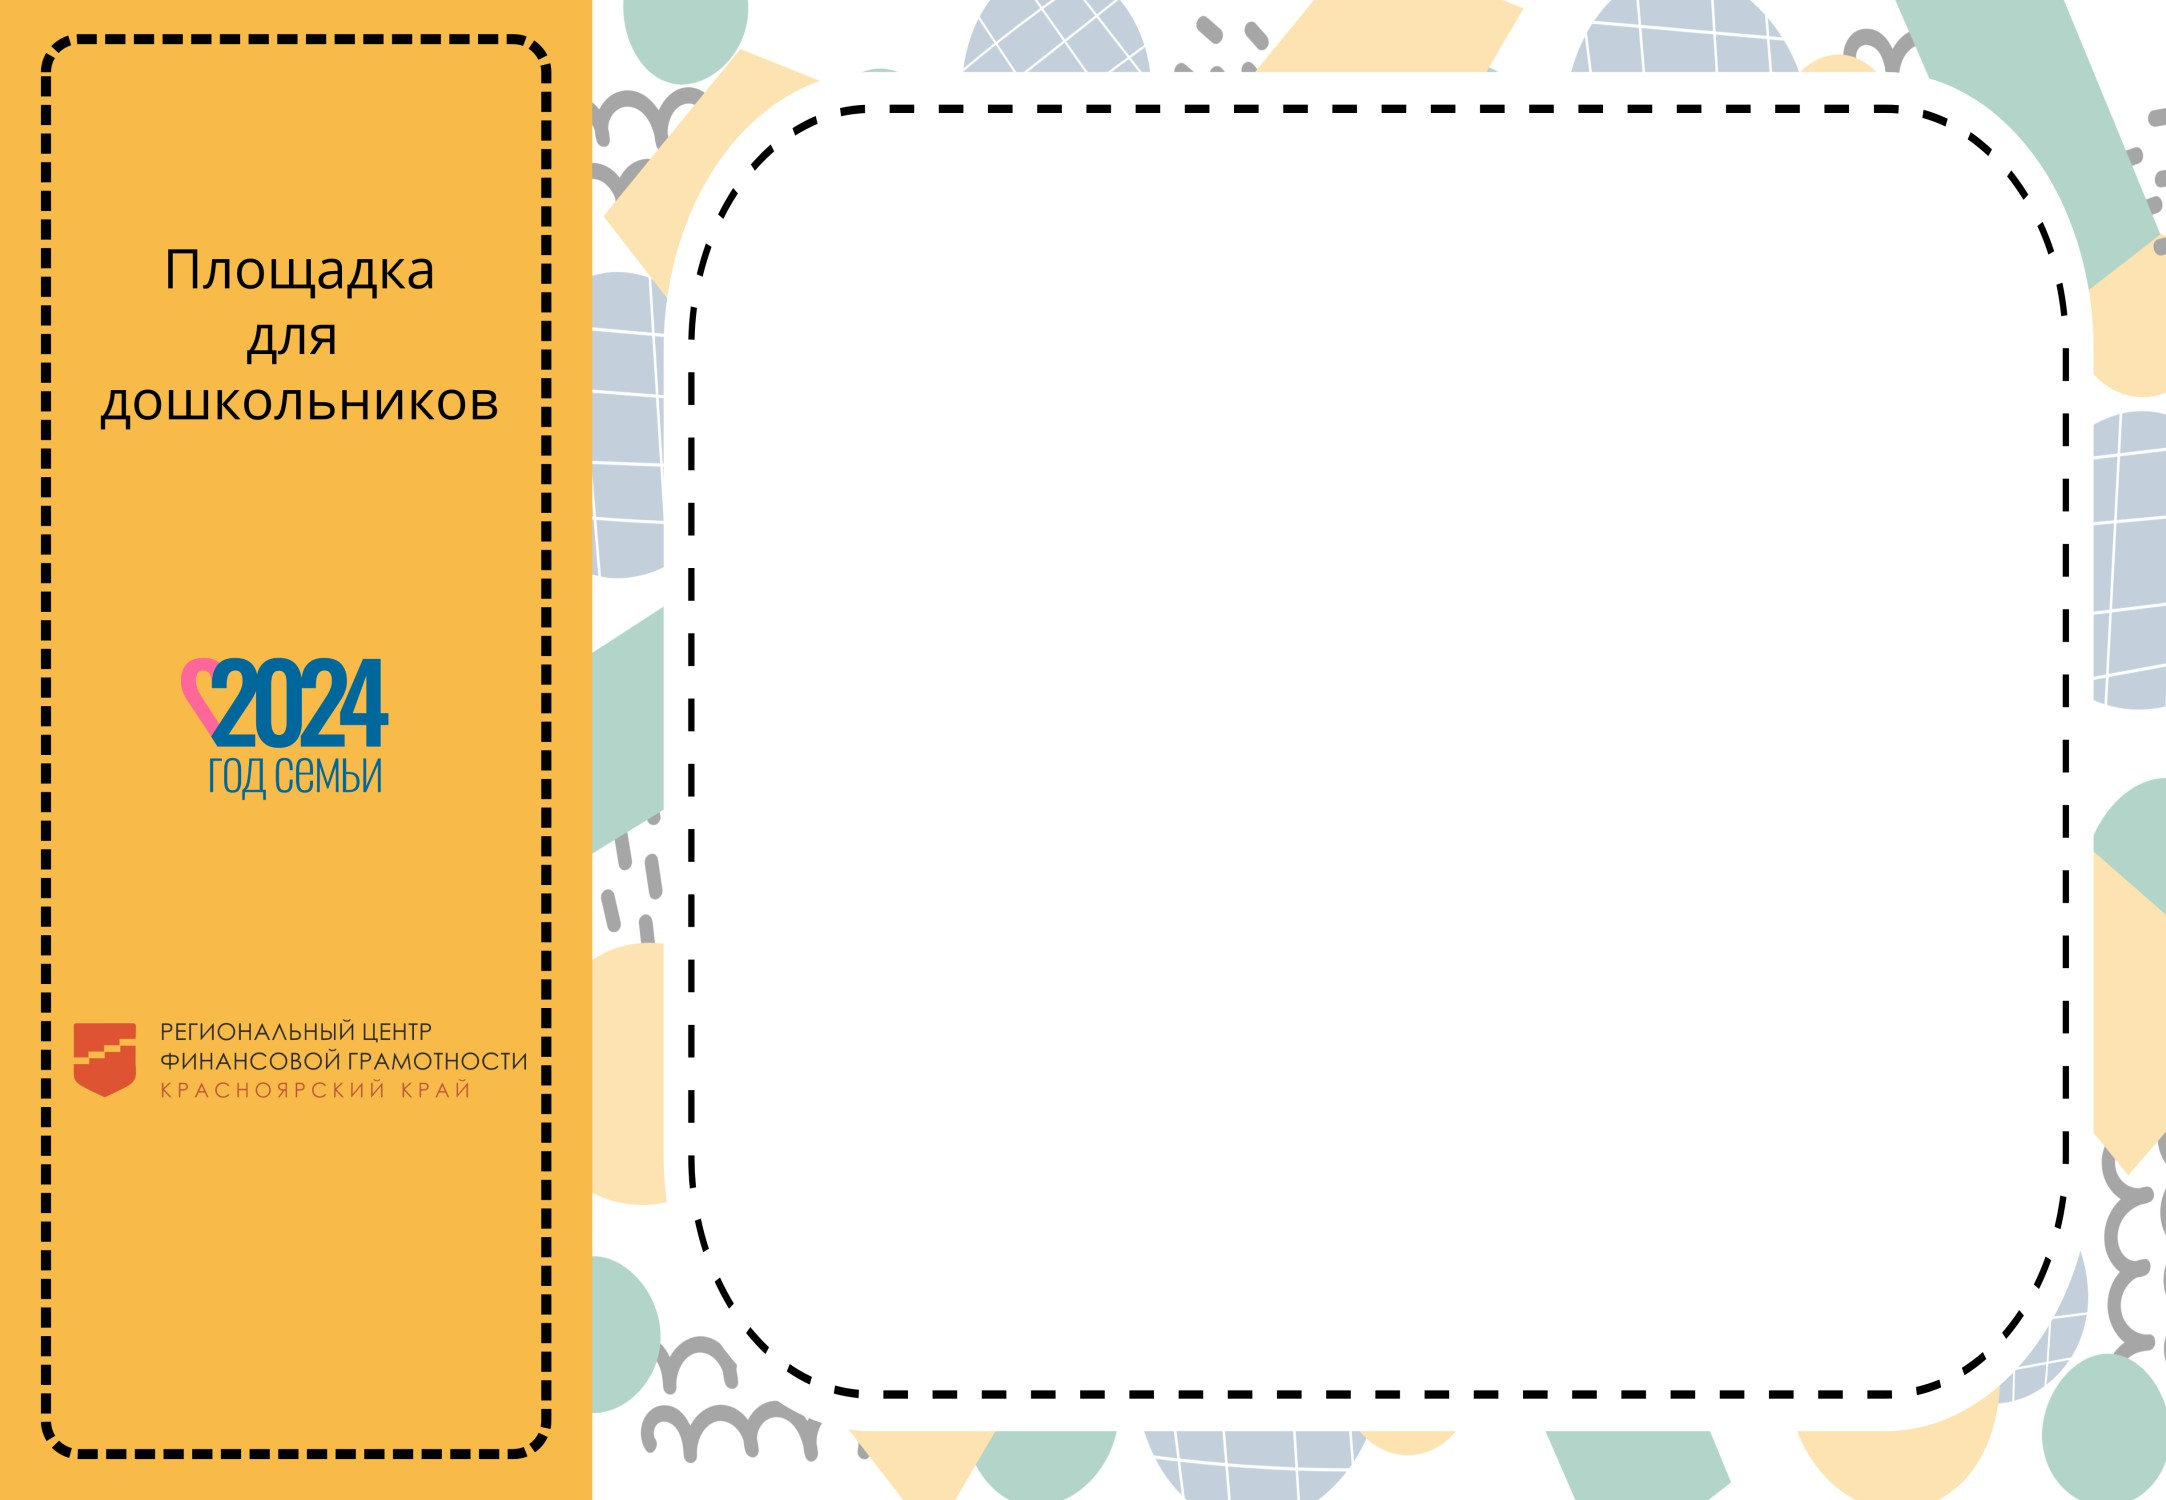 Площадка
для
дошкольников
2024
ГОД СЕМЬИ
РЕГИОНАЛЬНЫЙ ЦЕНТР
ФИНАНСОВОЙ ГРАМОТНОСТИ
КРАСНОЯРСКИЙ КРАЙ